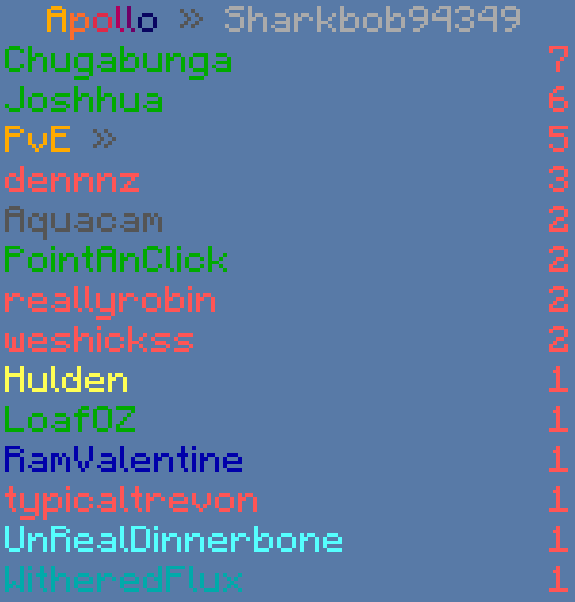 Apollo » Sharkbob94349
Chugabunga 7
Joshhua 6
PvE » 5
dennnz 3
Aquacam 2
PointAnClick 2
reallyrobin 2
weshickss 2
Hulden 1
LoafOZ 1
RamValentine 1
typicaltrevon 1
UnRealDinnerbone 1
WitheredFlux 1